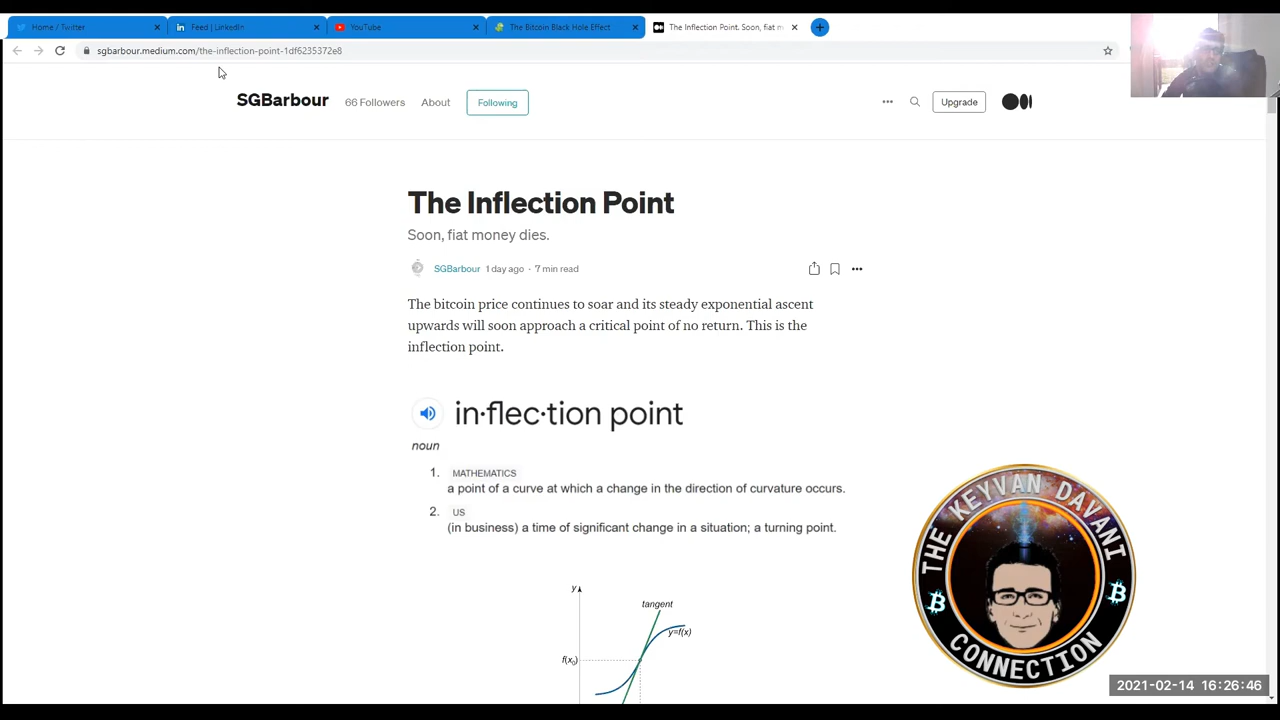 Home / Twitter
Feed | LinkedIn
YouTube
The Bitcoin Black Hole Effect
The Inflection Point. Soon, fiat m
sgbarbour.medium.com/the-inflection-point-1df6235372e8
SGBarbour
66 Followers
About
Following
Upgrade
The Inflection Point
Soon, fiat money dies.
SGBarbour 1 day ago · 7 min read
The bitcoin price continues to soar and its steady exponential ascent
upwards will soon approach a critical point of no return. This is the
inflection point.
in·flec·tion point
noun
1. MATHEMATICS
a point of a curve at which a change in the direction of curvature occurs.
2. US
(in business) a time of significant change in a situation; a turning point.
y
tangent
y=f(x)
f(x₀)
THE KEYVAN DAVANI
CONNECTION
2021-02-14 16:26:46